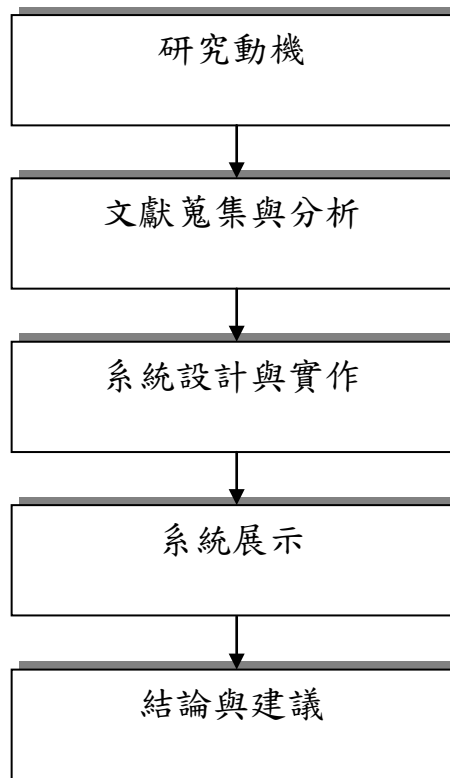 研究動機
文獻蒐集與分析
系統設計與實作
系統展示
結論與建議